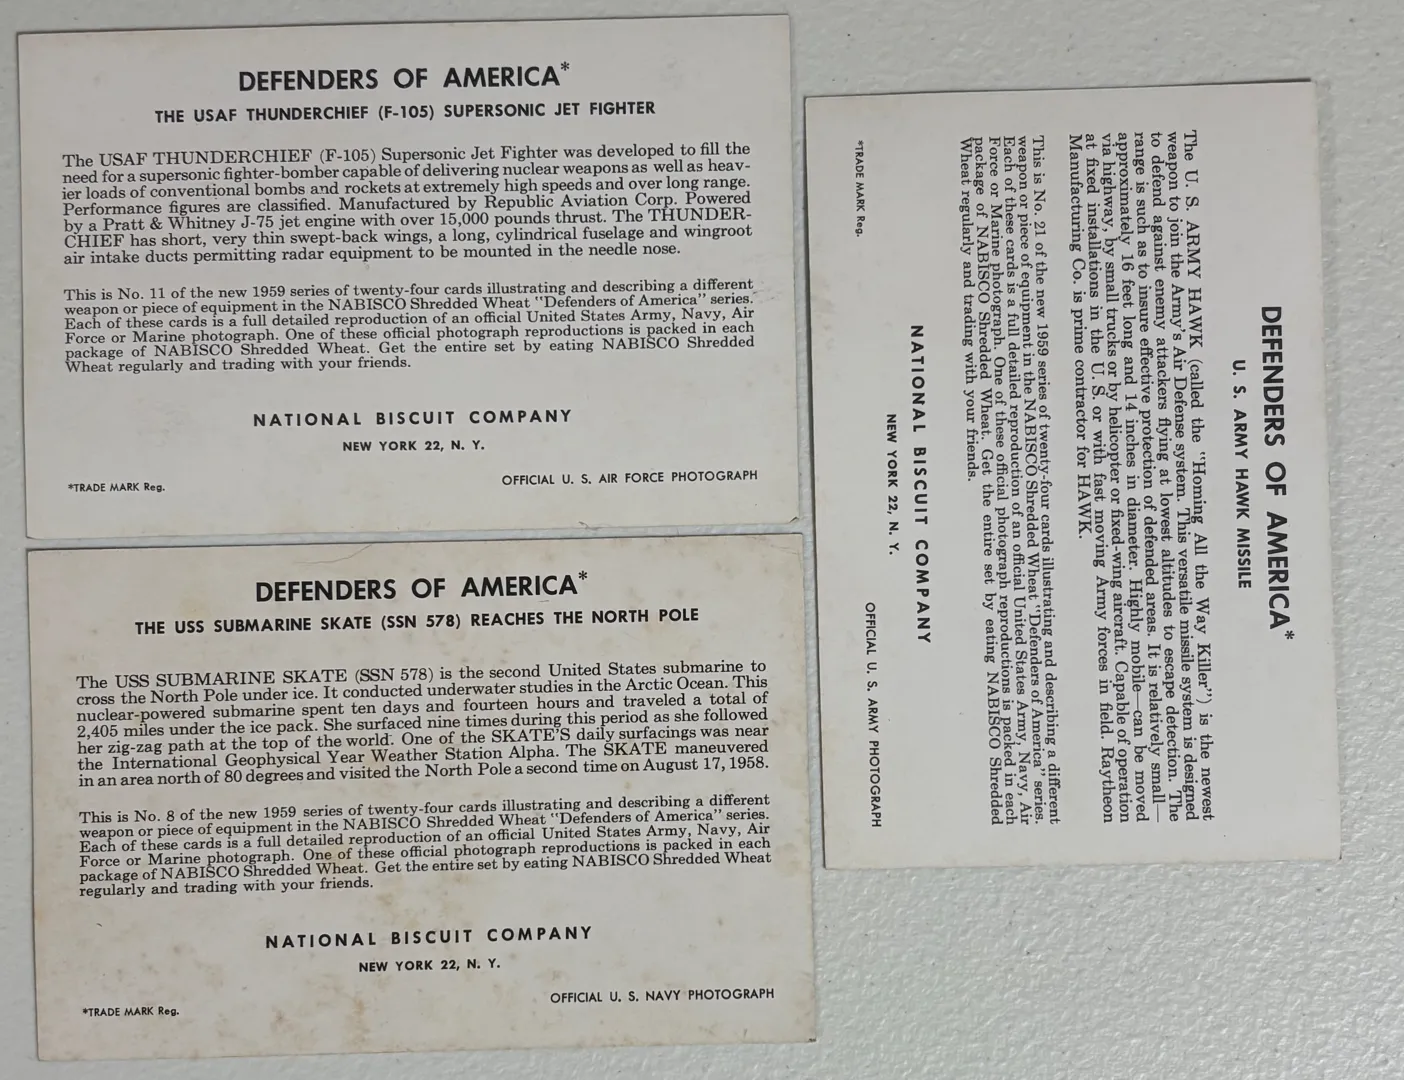 DEFENDERS OF AMERICA*
THE USAF THUNDERCHIEF (F-105) SUPERSONIC JET FIGHTER
The USAF THUNDERCHIEF (F-105) Supersonic Jet Fighter was developed to fill the
need for a supersonic fighter-bomber capable of delivering nuclear weapons as well as heav-
ier loads of conventional bombs and rockets at extremely high speeds and over long range.
Performance figures are classified. Manufactured by Republic Aviation Corp. Powered
by a Pratt & Whitney J-75 jet engine with over 15,000 pounds thrust. The THUNDER-
CHIEF has short, very thin swept-back wings, a long, cylindrical fuselage and wingroot
air intake ducts permitting radar equipment to be mounted in the needle nose.
This is No. 11 of the new 1959 series of twenty-four cards illustrating and describing a different
weapon or piece of equipment in the NABISCO Shredded Wheat "Defenders of America" series.
Each of these cards is a full detailed reproduction of an official United States Army, Navy, Air
Force or Marine photograph. One of these official photograph reproductions is packed in each
package of NABISCO Shredded Wheat. Get the entire set by eating NABISCO Shredded
Wheat regularly and trading with your friends.
NATIONAL BISCUIT COMPANY
NEW YORK 22, N. Y.
*TRADE MARK Reg.
OFFICIAL U. S. AIR FORCE PHOTOGRAPH
DEFENDERS OF AMERICA*
THE USS SUBMARINE SKATE (SSN 578) REACHES THE NORTH POLE
The USS SUBMARINE SKATE (SSN 578) is the second United States submarine to
cross the North Pole under ice. It conducted underwater studies in the Arctic Ocean. This
nuclear-powered submarine spent ten days and fourteen hours and traveled a total of
2,405 miles under the ice pack. She surfaced nine times during this period as she followed
her zig-zag path at the top of the world. One of the SKATE'S daily surfacings was near
the International Geophysical Year Weather Station Alpha. The SKATE maneuvered
in an area north of 80 degrees and visited the North Pole a second time on August 17, 1958.
This is No. 8 of the new 1959 series of twenty-four cards illustrating and describing a different
weapon or piece of equipment in the NABISCO Shredded Wheat "Defenders of America" series.
Each of these cards is a full detailed reproduction of an official United States Army, Navy, Air
Force or Marine photograph. One of these official photograph reproductions is packed in each
package of NABISCO Shredded Wheat. Get the entire set by eating NABISCO Shredded Wheat
regularly and trading with your friends.
NATIONAL BISCUIT COMPANY
NEW YORK 22, N. Y.
*TRADE MARK Reg.
OFFICIAL U. S. NAVY PHOTOGRAPH
DEFENDERS OF AMERICA*
U. S. ARMY HAWK MISSILE
The U. S. ARMY HAWK (called the "Homing All the Way Killer") is the newest
weapon to join the Army's Air Defense system. This versatile missile system is designed
to defend against enemy attackers flying at lowest altitudes to escape detection. The
range is such as to insure effective protection of defended areas. It is relatively small—
approximately 16 feet long and 14 inches in diameter. Highly mobile—can be moved
via highway, by small trucks or by helicopter or fixed-wing aircraft. Capable of operation
at fixed installations in the U. S. or with fast moving Army forces in field. Raytheon
Manufacturing Co. is prime contractor for HAWK.
This is No. 21 of the new 1959 series of twenty-four cards illustrating and describing a different
weapon or piece of equipment in the NABISCO Shredded Wheat "Defenders of America" series.
Each of these cards is a full detailed reproduction of an official United States Army, Navy, Air
Force or Marine photograph. One of these official photograph reproductions is packed in each
package of NABISCO Shredded Wheat. Get the entire set by eating NABISCO Shredded
Wheat regularly and trading with your friends.
NATIONAL BISCUIT COMPANY
NEW YORK 22, N. Y.
*TRADE MARK Reg.
OFFICIAL U. S. ARMY PHOTOGRAPH